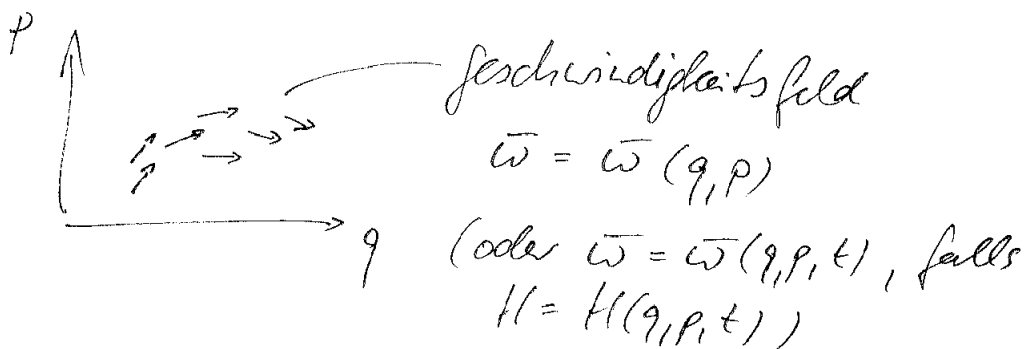 p
geschwindigkeitsfeld
w̄ = w̄ (q,p)
q (oder w̄ = w̄(q,p,t), falls
H = H(q,p,t))